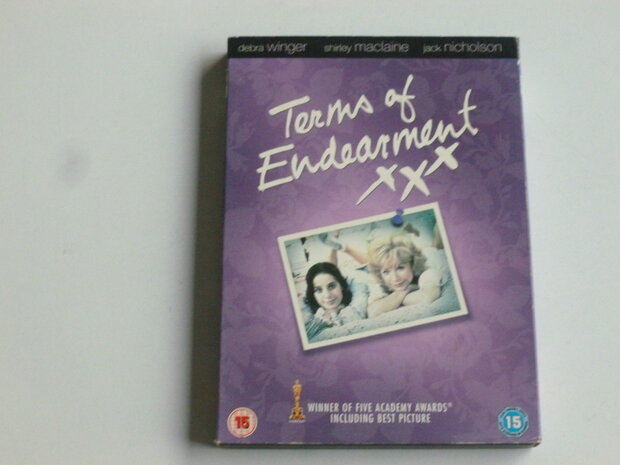 debra winger shirley maclaine jack nicholson
Terms of
Endearment
xxx
WINNER OF FIVE ACADEMY AWARDS®
INCLUDING BEST PICTURE
15 15